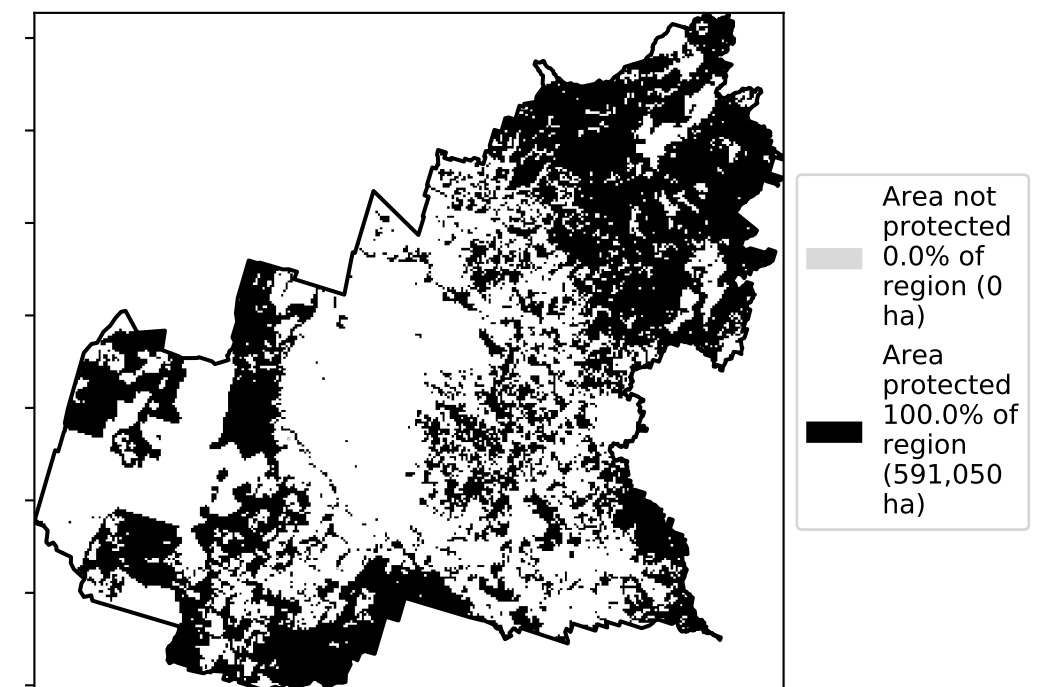 Area not
protected
0.0% of
region (0
ha)
Area
protected
100.0% of
region
(591,050
ha)